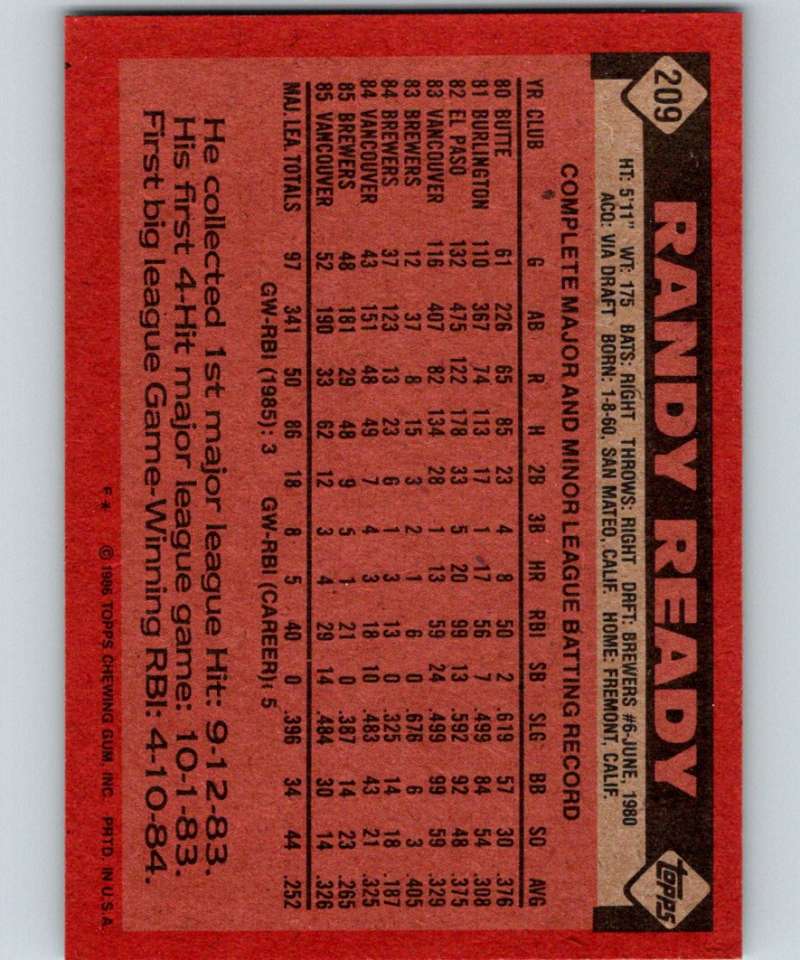 209 RANDY READY topps
HT: 5'11" WT: 175 BATS: RIGHT THROWS: RIGHT DRFT: BREWERS #6-JUNE, 1980
ACQ: VIA DRAFT BORN: 1-8-60, SAN MATEO, CALIF. HOME: FREMONT, CALIF.
COMPLETE MAJOR AND MINOR LEAGUE BATTING RECORD
YR CLUB G AB R H 2B 3B HR RBI SB SLG BB SO AVG
80 BUTTE 61 226 65 85 23 4 8 50 2 .619 57 30 .376
81 BURLINGTON 110 367 74 113 17 1 17 56 7 .499 84 54 .308
82 EL PASO 132 475 122 178 33 5 20 99 13 .592 92 48 .375
83 VANCOUVER 116 407 82 134 28 1 13 59 24 .499 99 59 .329
83 BREWERS 12 37 8 15 3 2 1 6 0 .676 6 3 .405
84 BREWERS 37 123 13 23 6 1 3 13 0 .325 14 18 .187
84 VANCOUVER 43 151 48 49 7 4 3 18 10 .483 43 21 .325
85 BREWERS 48 181 29 48 9 5 1 21 0 .387 14 23 .265
85 VANCOUVER 52 190 33 62 12 3 4 29 14 .484 30 14 .326
MAJ. LEA. TOTALS 97 341 50 86 18 8 5 40 0 .396 34 44 .252
GW-RBI (1985): 3 GW-RBI (CAREER): 5
He collected 1st major league Hit: 9-12-83.
His first 4-Hit major league game: 10-1-83.
First big league Game-Winning RBI: 4-10-84.
F* © 1986 TOPPS CHEWING GUM, INC. PRTD. IN U.S.A.